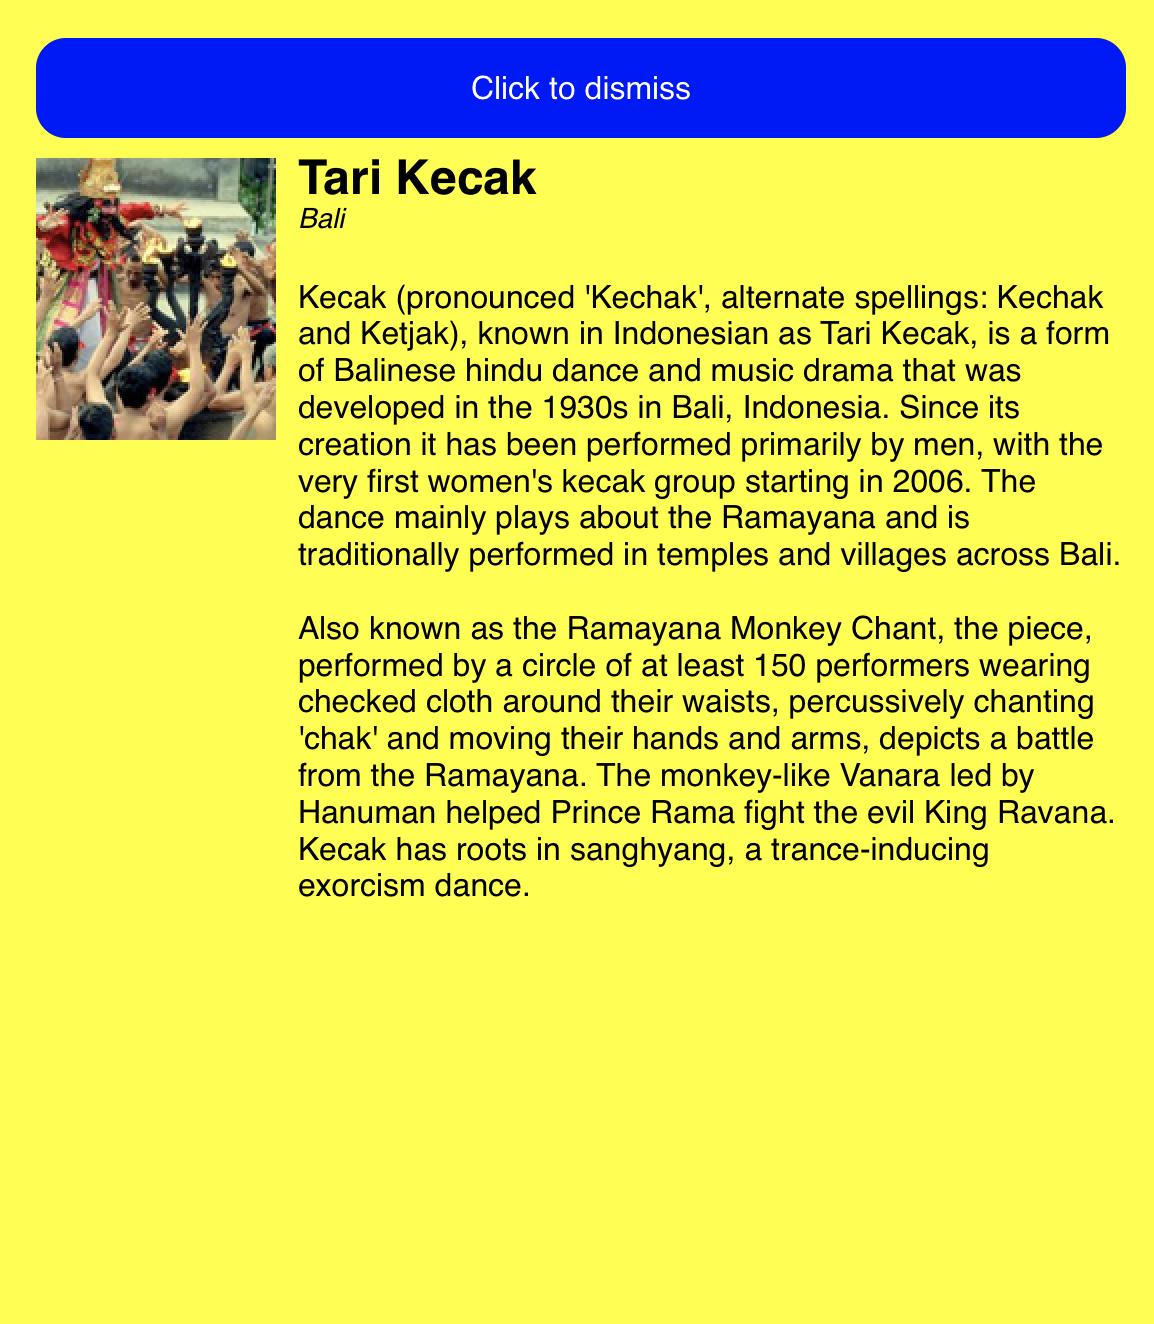 Click to dismiss
Tari Kecak
Bali
Kecak (pronounced 'Kechak', alternate spellings: Kechak
and Ketjak), known in Indonesian as Tari Kecak, is a form
of Balinese hindu dance and music drama that was
developed in the 1930s in Bali, Indonesia. Since its
creation it has been performed primarily by men, with the
very first women's kecak group starting in 2006. The
dance mainly plays about the Ramayana and is
traditionally performed in temples and villages across Bali.
Also known as the Ramayana Monkey Chant, the piece,
performed by a circle of at least 150 performers wearing
checked cloth around their waists, percussively chanting
'chak' and moving their hands and arms, depicts a battle
from the Ramayana. The monkey-like Vanara led by
Hanuman helped Prince Rama fight the evil King Ravana.
Kecak has roots in sanghyang, a trance-inducing
exorcism dance.